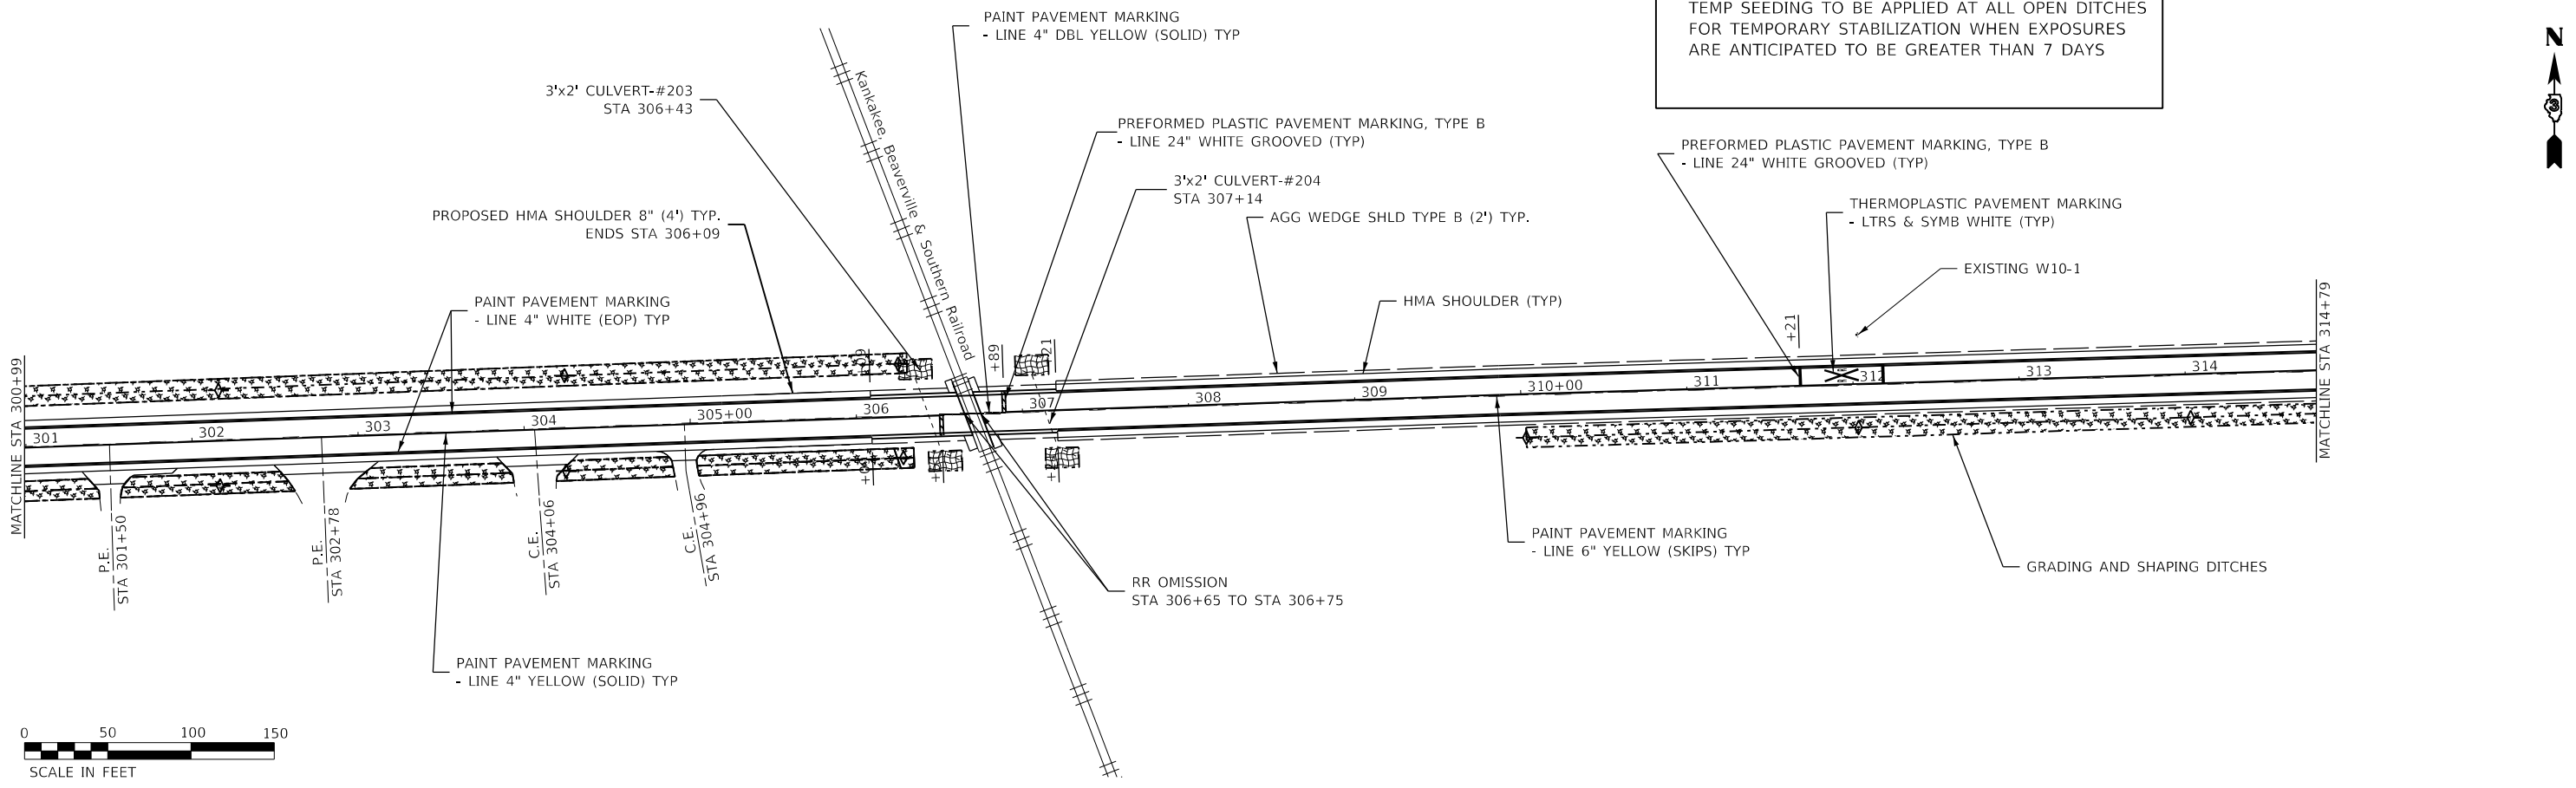 TEMP SEEDING TO BE APPLIED AT ALL OPEN DITCHES
FOR TEMPORARY STABILIZATION WHEN EXPOSURES
ARE ANTICIPATED TO BE GREATER THAN 7 DAYS
N
3
PAINT PAVEMENT MARKING
- LINE 4" DBL YELLOW (SOLID) TYP
3'x2' CULVERT-#203
STA 306+43
Kankakee, Beaverville & Southern Railroad
PREFORMED PLASTIC PAVEMENT MARKING, TYPE B
- LINE 24" WHITE GROOVED (TYP)
PREFORMED PLASTIC PAVEMENT MARKING, TYPE B
- LINE 24" WHITE GROOVED (TYP)
3'x2' CULVERT-#204
STA 307+14
PROPOSED HMA SHOULDER 8" (4') TYP.
ENDS STA 306+09
AGG WEDGE SHLD TYPE B (2') TYP.
THERMOPLASTIC PAVEMENT MARKING
- LTRS & SYMB WHITE (TYP)
EXISTING W10-1
PAINT PAVEMENT MARKING
- LINE 4" WHITE (EOP) TYP
HMA SHOULDER (TYP)
MATCHLINE STA 300+99
MATCHLINE STA 314+79
+89
+21
301
302
303
304
305+00
306
307
308
309
310+00
311
312
313
314
P.E.
STA 301+50
P.E.
STA 302+78
C.E.
STA 304+06
C.E.
STA 304+96
PAINT PAVEMENT MARKING
- LINE 6" YELLOW (SKIPS) TYP
GRADING AND SHAPING DITCHES
RR OMISSION
STA 306+65 TO STA 306+75
PAINT PAVEMENT MARKING
- LINE 4" YELLOW (SOLID) TYP
0 50 100 150
SCALE IN FEET